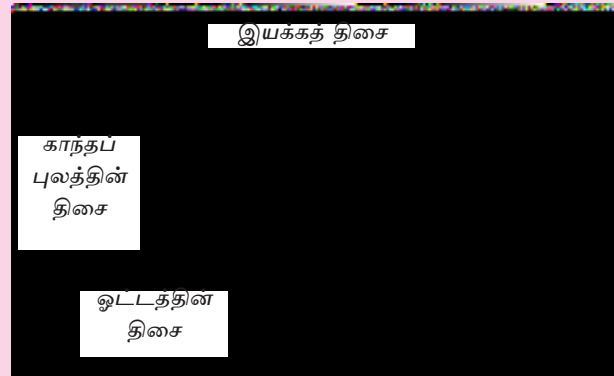 இயக்கத் திசை
காந்தப்
புலத்தின்
திசை
ஓட்டத்தின்
திசை